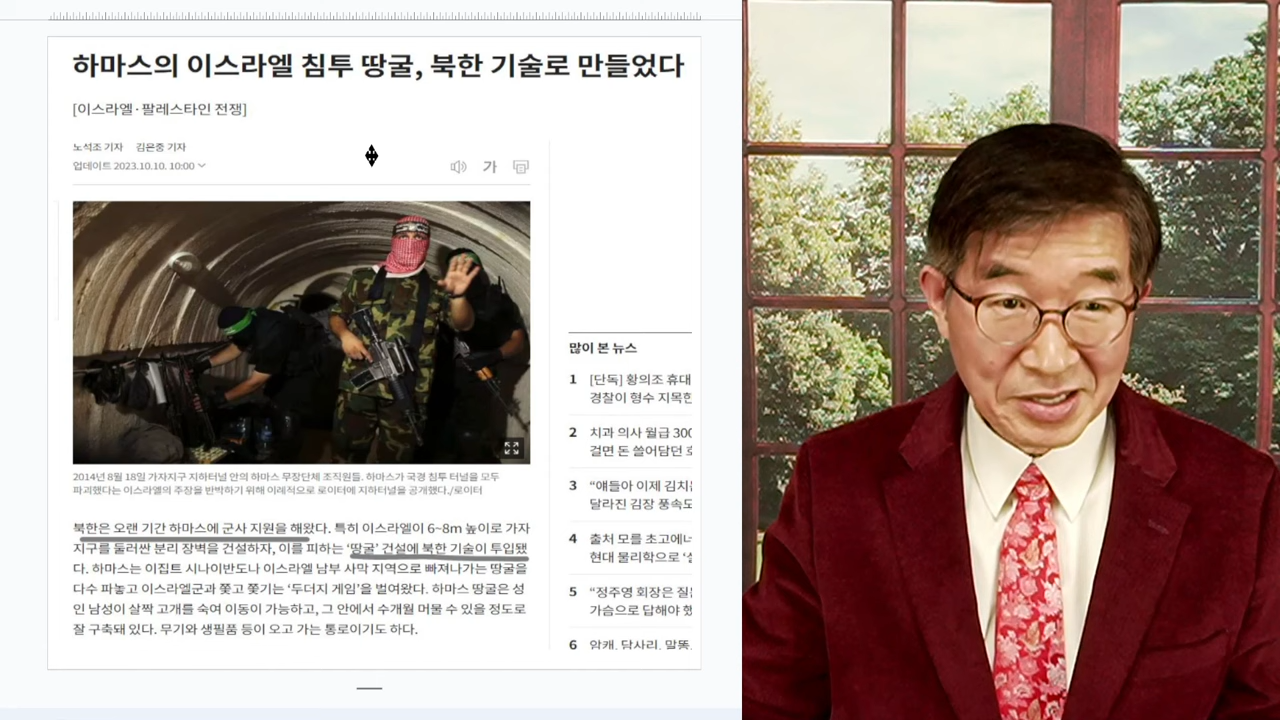 하마스의 이스라엘 침투 땅굴, 북한 기술로 만들었다
[이스라엘·팔레스타인 전쟁]
노석조 기자 김은중 기자
업데이트 2023.10.10. 10:00
가
2014년 8월 18일 가자지구 지하터널 안의 하마스 무장단체 조직원들. 하마스가 국경 침투 터널을 모두
파괴했다는 이스라엘의 주장을 반박하기 위해 이례적으로 로이터에 지하터널을 공개했다./로이터
북한은 오랜 기간 하마스에 군사 지원을 해왔다. 특히 이스라엘이 6~8m 높이로 가자
지구를 둘러싼 분리 장벽을 건설하자, 이를 피하는 ‘땅굴’ 건설에 북한 기술이 투입됐
다. 하마스는 이집트 시나이반도나 이스라엘 남부 사막 지역으로 빠져나가는 땅굴을
다수 파놓고 이스라엘군과 쫓고 쫓기는 ‘두더지 게임’을 벌여왔다. 하마스 땅굴은 성
인 남성이 살짝 고개를 숙여 이동이 가능하고, 그 안에서 수개월 머물 수 있을 정도로
잘 구축돼 있다. 무기와 생필품 등이 오고 가는 통로이기도 하다.
많이 본 뉴스
1 [단독] 황의조 휴대
경찰이 형수 지목한
2 치과 의사 월급 300
걸면 돈 쓸어담던
3 “얘들아 이제 김치
달라진 김장 풍속도
4 출처 모를 초고에너
현대 물리학으로
5 “정주영 회장은 질
가슴으로 답해야 했
6